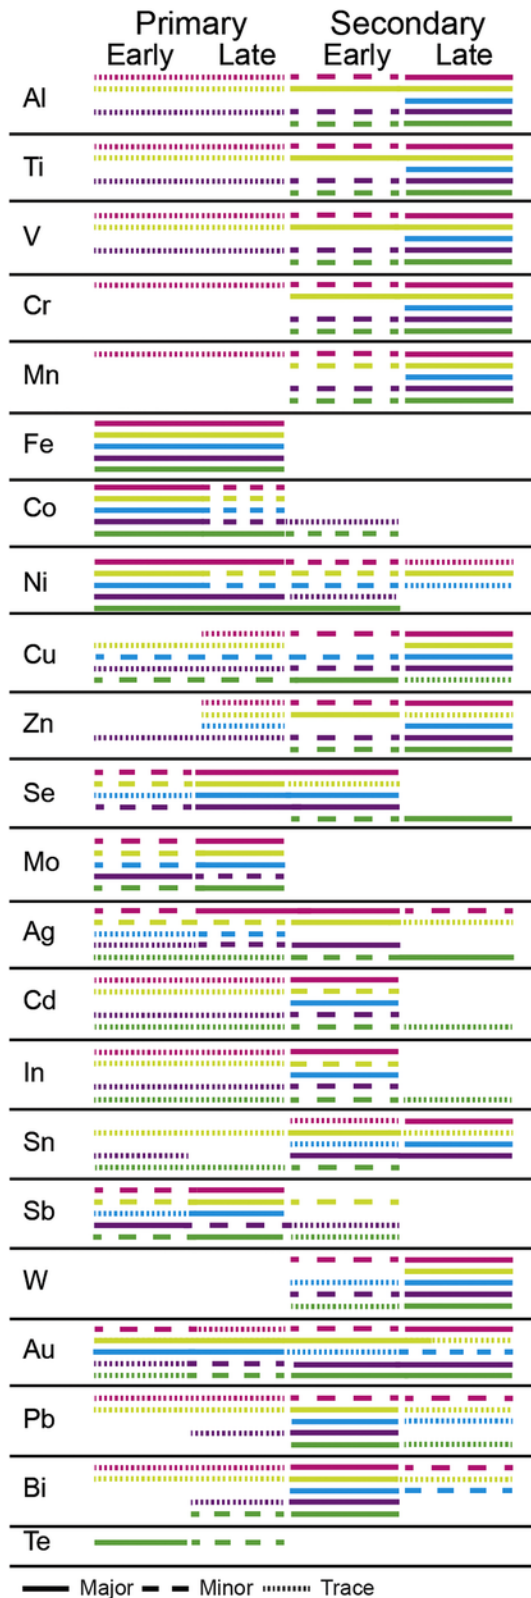 Primary Secondary
Early Late Early Late
Al
Ti
V
Cr
Mn
Fe
Co
Ni
Cu
Zn
Se
Mo
Ag
Cd
In
Sn
Sb
W
Au
Pb
Bi
Te
Major Minor Trace